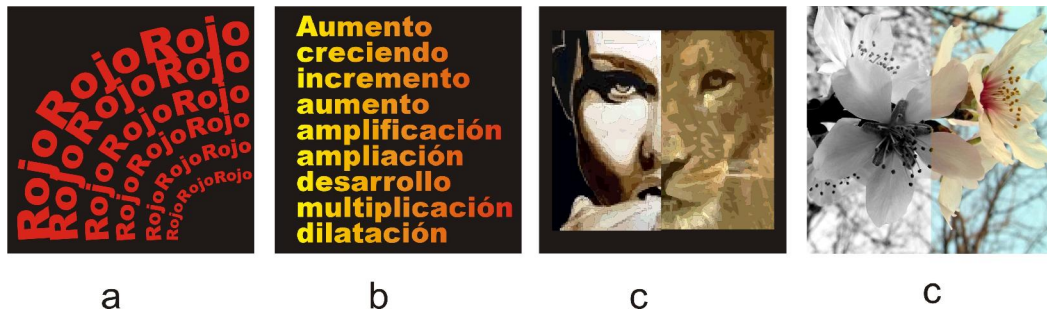 RojoRojoRojo
RojoRojoRojo
RojoRojoRojo
RojoRojoRojo
RojoRojoRojo
RojoRojoRojo
Aumento
creciendo
incremento
aumento
amplificación
ampliación
desarrollo
multiplicación
dilatación
a
b
c
c